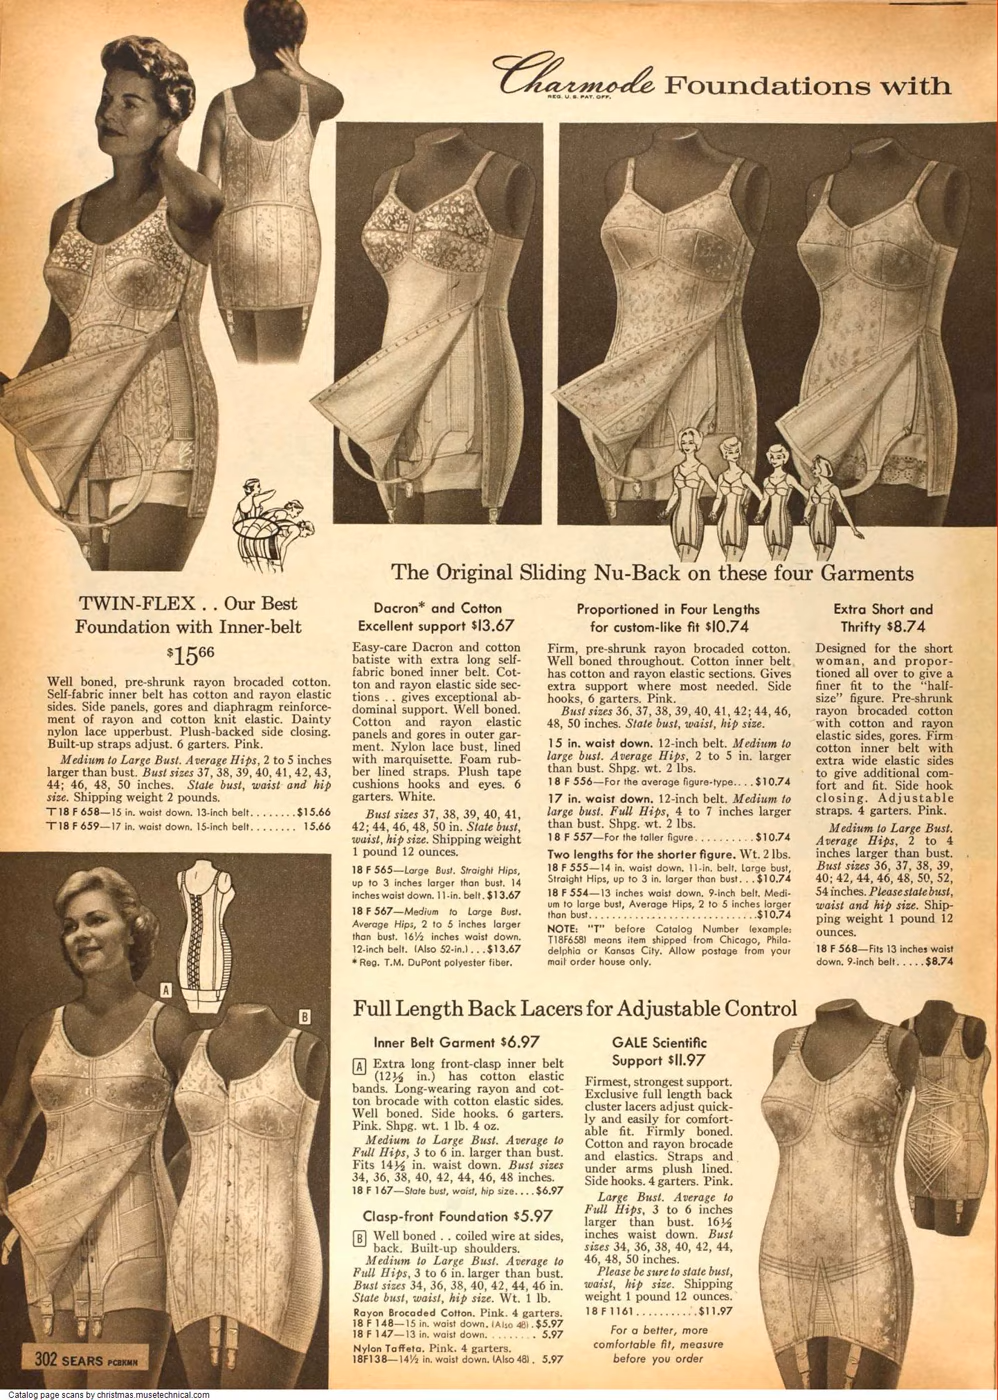 Charmode Foundations with
REG. U. S. PAT. OFF.
The Original Sliding Nu-Back on these four Garments
TWIN-FLEX . . Our Best
Foundation with Inner-belt
$15⁶⁶
Well boned, pre-shrunk rayon brocaded cotton.
Self-fabric inner belt has cotton and rayon elastic
sides. Side panels, gores and diaphragm reinforce-
ment of rayon and cotton knit elastic. Dainty
nylon lace upperbust. Plush-backed side closing.
Built-up straps adjust. 6 garters. Pink.
Medium to Large Bust. Average Hips, 2 to 5 inches
larger than bust. Bust sizes 37, 38, 39, 40, 41, 42, 43,
44; 46, 48, 50 inches. State bust, waist and hip
size. Shipping weight 2 pounds.
T18 F 658—15 in. waist down. 13-inch belt........$15.66
T18 F 659—17 in. waist down. 15-inch belt........ 15.66
Dacron* and Cotton
Excellent support $13.67
Easy-care Dacron and cotton
batiste with extra long self-
fabric boned inner belt. Cot-
ton and rayon elastic side sec-
tions . . gives exceptional ab-
dominal support. Well boned.
Cotton and rayon elastic
panels and gores in outer gar-
ment. Nylon lace bust, lined
with marquisette. Foam rub-
ber lined straps. Plush tape
cushions hooks and eyes. 6
garters. White.
Bust sizes 37, 38, 39, 40, 41,
42; 44, 46, 48, 50 in. State bust,
waist, hip size. Shipping weight
1 pound 12 ounces.
18 F 565—Large Bust. Straight Hips,
up to 3 inches larger than bust. 14
inches waist down. 11-in. belt. $13.67
18 F 567—Medium to Large Bust.
Average Hips, 2 to 5 inches larger
than bust. 16½ inches waist down.
12-inch belt. (Also 52-in.)...$13.67
* Reg. T.M. DuPont polyester fiber.
Proportioned in Four Lengths
for custom-like fit $10.74
Firm, pre-shrunk rayon brocaded cotton.
Well boned throughout. Cotton inner belt
has cotton and rayon elastic sections. Gives
extra support where most needed. Side
hooks, 6 garters. Pink.
Bust sizes 36, 37, 38, 39, 40, 41, 42; 44, 46,
48, 50 inches. State bust, waist, hip size.
15 in. waist down. 12-inch belt. Medium to
large bust. Average Hips, 2 to 5 in. larger
than bust. Shpg. wt. 2 lbs.
18 F 556—For the average figure-type....$10.74
17 in. waist down. 12-inch belt. Medium to
large bust. Full Hips, 4 to 7 inches larger
than bust. Shpg. wt. 2 lbs.
18 F 557—For the taller figure..........$10.74
Two lengths for the shorter figure. Wt. 2 lbs.
18 F 555—14 in. waist down. 11-in. belt. Large bust,
Straight Hips, up to 3 in. larger than bust...$10.74
18 F 554—13 inches waist down. 9-inch belt. Medi-
um to large bust, Average Hips, 2 to 5 inches larger
than bust..............................$10.74
NOTE: "T" before Catalog Number (example:
T18F658) means item shipped from Chicago, Phila-
delphia or Kansas City. Allow postage from your
mail order house only.
Extra Short and
Thrifty $8.74
Designed for the short
woman, and propor-
tioned all over to give a
finer fit to the "half-
size" figure. Pre-shrunk
rayon brocaded cotton
with cotton and rayon
elastic sides, gores. Firm
cotton inner belt with
extra wide elastic sides
to give additional com-
fort and fit. Side hook
closing. Adjustable
straps. 4 garters. Pink.
Medium to Large Bust.
Average Hips, 2 to 4
inches larger than bust.
Bust sizes 36, 37, 38, 39,
40; 42, 44, 46, 48, 50, 52,
54 inches. Please state bust,
waist and hip size. Ship-
ping weight 1 pound 12
ounces.
18 F 568—Fits 13 inches waist
down. 9-inch belt.....$8.74
A
B
Full Length Back Lacers for Adjustable Control
Inner Belt Garment $6.97
A Extra long front-clasp inner belt
(12½ in.) has cotton elastic
bands. Long-wearing rayon and cot-
ton brocade with cotton elastic sides.
Well boned. Side hooks. 6 garters.
Pink. Shpg. wt. 1 lb. 4 oz.
Medium to Large Bust. Average to
Full Hips, 3 to 6 in. larger than bust.
Fits 14½ in. waist down. Bust sizes
34, 36, 38, 40, 42, 44, 46, 48 inches.
18 F 167—State bust, waist, hip size....$6.97
Clasp-front Foundation $5.97
B Well boned . . coiled wire at sides,
back. Built-up shoulders.
Medium to Large Bust. Average to
Full Hips, 3 to 6 in. larger than bust.
Bust sizes 34, 36, 38, 40, 42, 44, 46 in.
State bust, waist, hip size. Wt. 1 lb.
Rayon Brocaded Cotton. Pink. 4 garters.
18 F 148—15 in. waist down. (Also 48).$5.97
18 F 147—13 in. waist down. ........ 5.97
Nylon Taffeta. Pink. 4 garters.
18F138—14½ in. waist down. (Also 48). 5.97
GALE Scientific
Support $11.97
Firmest, strongest support.
Exclusive full length back
cluster lacers adjust quick-
ly and easily for comfort-
able fit. Firmly boned.
Cotton and rayon brocade
and elastics. Straps and
under arms plush lined.
Side hooks. 4 garters. Pink.
Large Bust. Average to
Full Hips, 3 to 6 inches
larger than bust. 16½
inches waist down. Bust
sizes 34, 36, 38, 40, 42, 44,
46, 48, 50 inches.
Please be sure to state bust,
waist, hip size. Shipping
weight 1 pound 12 ounces.
18 F 1161..........$11.97
For a better, more
comfortable fit, measure
before you order
302 SEARS PCBKMN
Catalog page scans by christmas.musetechnical.com